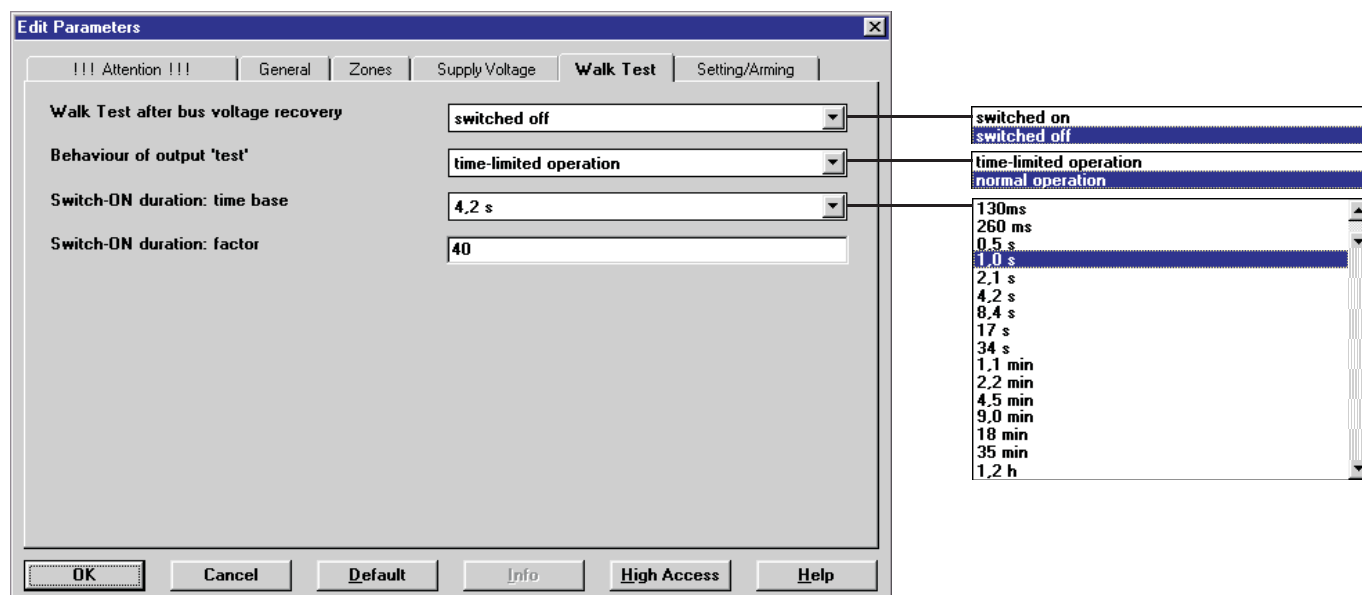 Edit Parameters
!!! Attention !!!
General
Zones
Supply Voltage
Walk Test
Setting/Arming
Walk Test after bus voltage recovery
switched off
Behaviour of output 'test'
time-limited operation
Switch-ON duration: time base
4,2 s
Switch-ON duration: factor
40
OK
Cancel
Default
Info
High Access
Help
switched on
switched off
time-limited operation
normal operation
130ms
260 ms
0,5 s
1,0 s
2,1 s
4,2 s
8,4 s
17 s
34 s
1,1 min
2,2 min
4,5 min
9,0 min
18 min
35 min
1,2 h